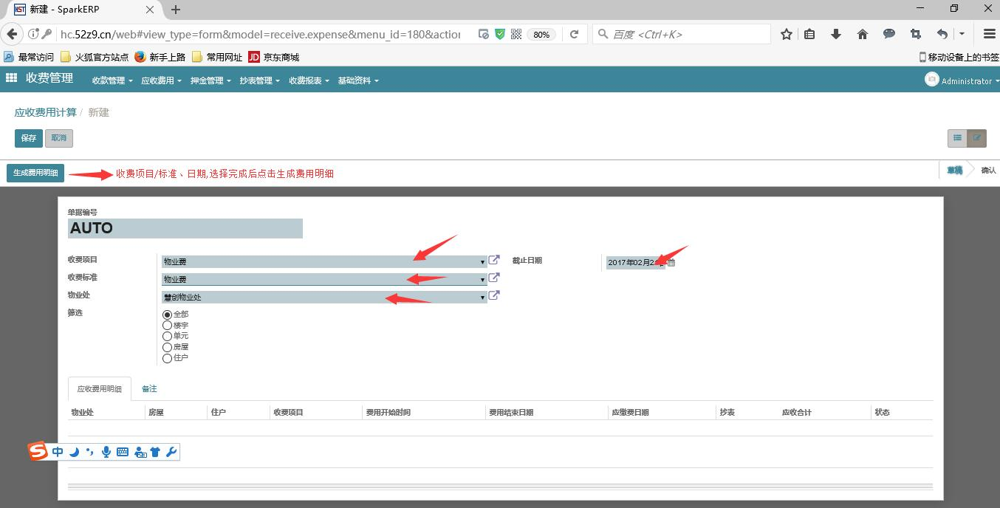 新建 - SparkERP
hc.52z9.cn/web#view_type=form&model=receive.expense&menu_id=180&action
80%
百度 <Ctrl+K>
最常访问 火狐官方站点 新手上路 常用网址 JD 京东商城 移动设备上的书签
收费管理 收款管理 应收费用 押金管理 抄表管理 收费报表 基础资料 Administrator
应收费用计算 / 新建
保存 取消
生成费用明细 收费项目/标准、日期,选择完成后点击生成费用明细 草稿 确认
单据编号
AUTO
收费项目 物业费 截止日期 2017年02月2
收费标准 物业费
物业处 慧创物业处
筛选 全部
楼宇
单元
房屋
住户
应收费用明细 备注
物业处 房屋 住户 收费项目 费用开始时间 费用结束日期 应缴费日期 抄表 应收合计 状态
S 中